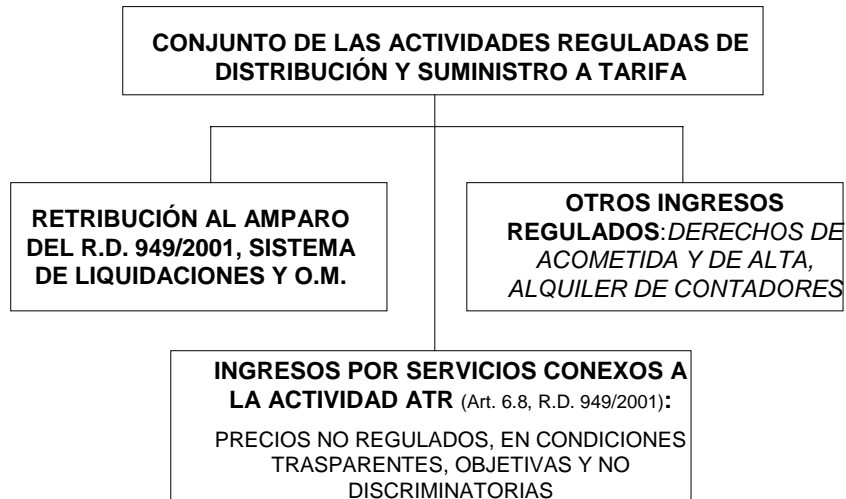 CONJUNTO DE LAS ACTIVIDADES REGULADAS DE
DISTRIBUCIÓN Y SUMINISTRO A TARIFA
RETRIBUCIÓN AL AMPARO
DEL R.D. 949/2001, SISTEMA
DE LIQUIDACIONES Y O.M.
OTROS INGRESOS
REGULADOS:DERECHOS DE
ACOMETIDA Y DE ALTA,
ALQUILER DE CONTADORES
INGRESOS POR SERVICIOS CONEXOS A
LA ACTIVIDAD ATR (Art. 6.8, R.D. 949/2001):
PRECIOS NO REGULADOS, EN CONDICIONES
TRASPARENTES, OBJETIVAS Y NO
DISCRIMINATORIAS